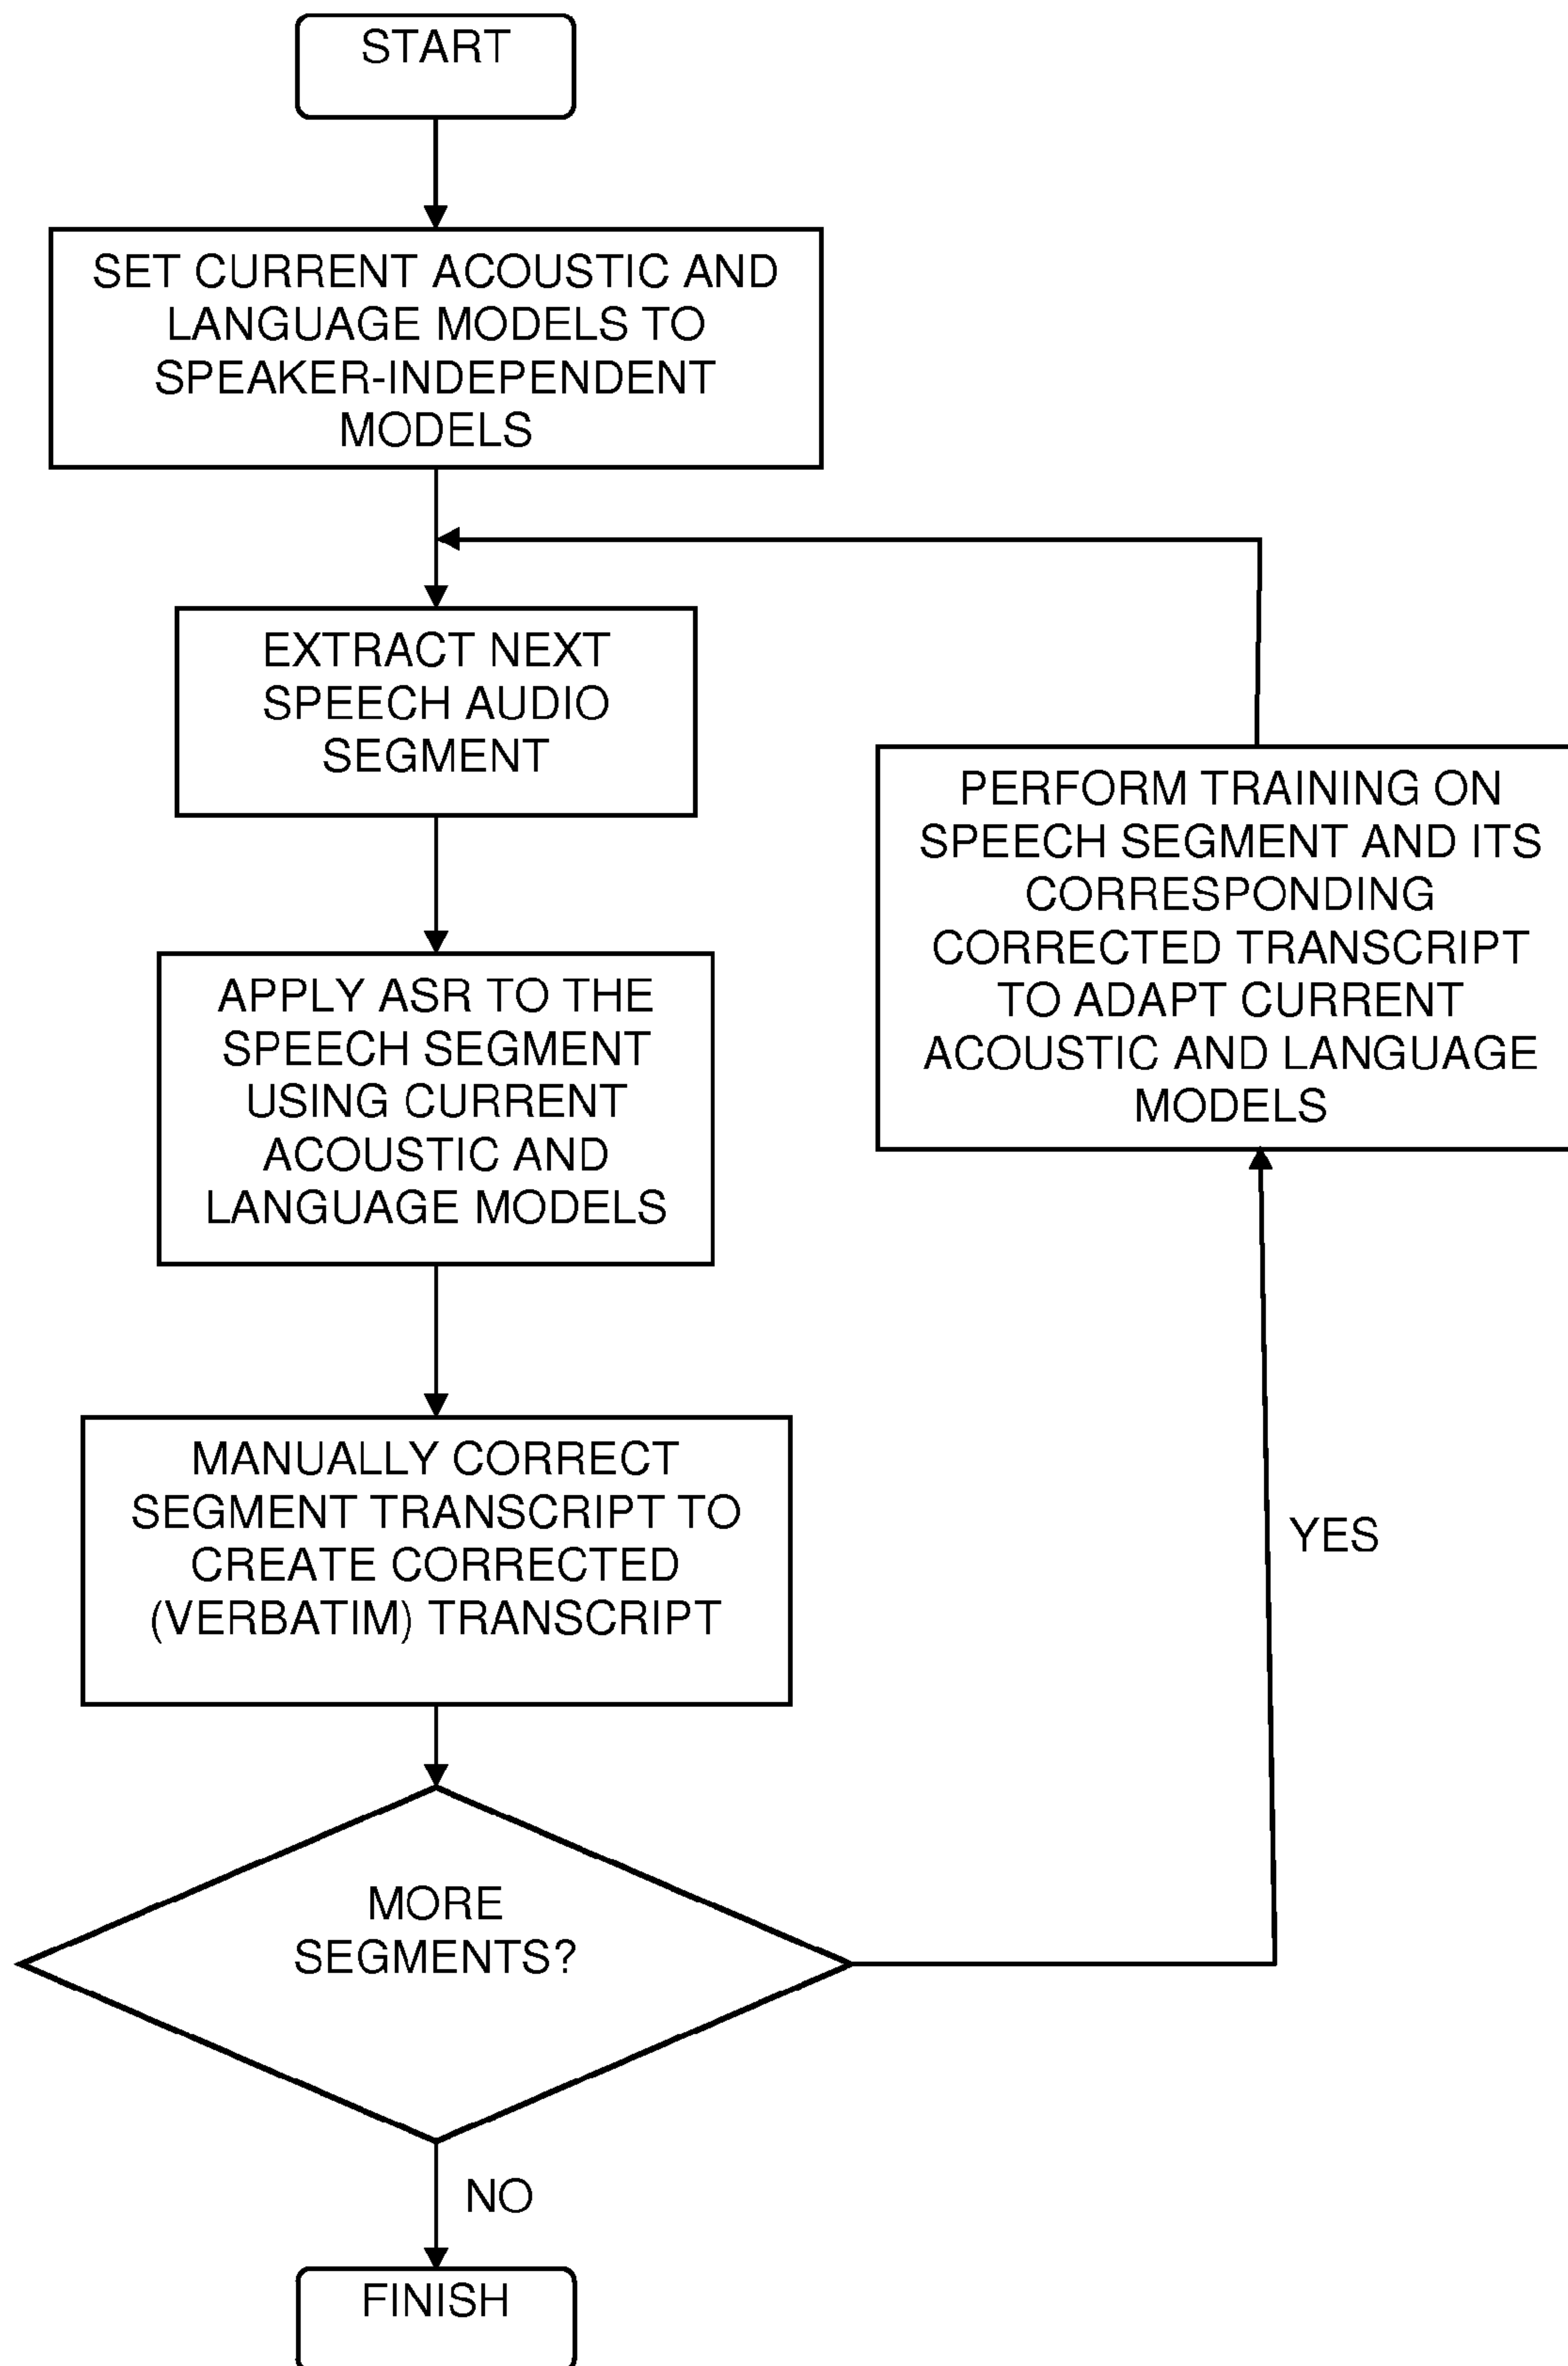 START
SET CURRENT ACOUSTIC AND
LANGUAGE MODELS TO
SPEAKER-INDEPENDENT
MODELS
EXTRACT NEXT
SPEECH AUDIO
SEGMENT
PERFORM TRAINING ON
SPEECH SEGMENT AND ITS
CORRESPONDING
CORRECTED TRANSCRIPT
TO ADAPT CURRENT
ACOUSTIC AND LANGUAGE
MODELS
APPLY ASR TO THE
SPEECH SEGMENT
USING CURRENT
ACOUSTIC AND
LANGUAGE MODELS
MANUALLY CORRECT
SEGMENT TRANSCRIPT TO
CREATE CORRECTED
(VERBATIM) TRANSCRIPT
YES
MORE
SEGMENTS?
NO
FINISH